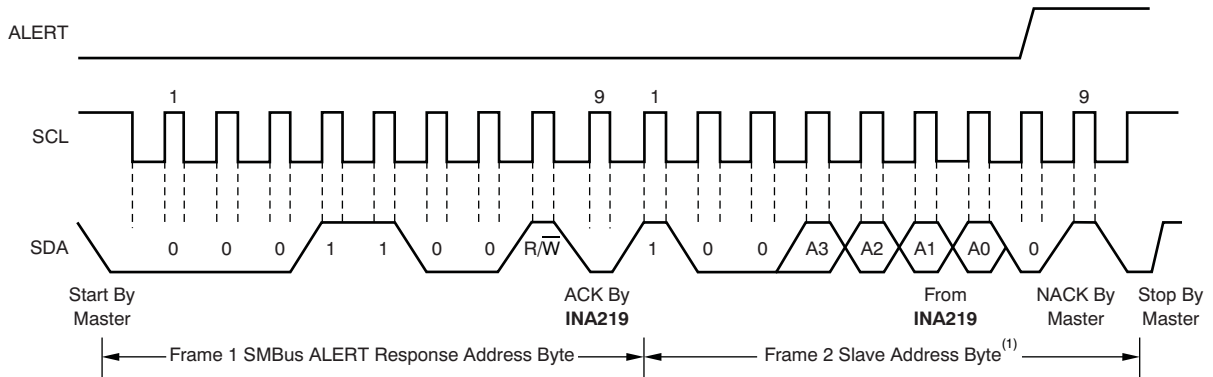 ALERT
1 9 1 9
SCL
SDA 0 0 0 1 1 0 0 R/W 1 0 0 A3 A2 A1 A0 0
Start By ACK By From NACK By Stop By
Master INA219 INA219 Master Master
Frame 1 SMBus ALERT Response Address Byte Frame 2 Slave Address Byte(1)